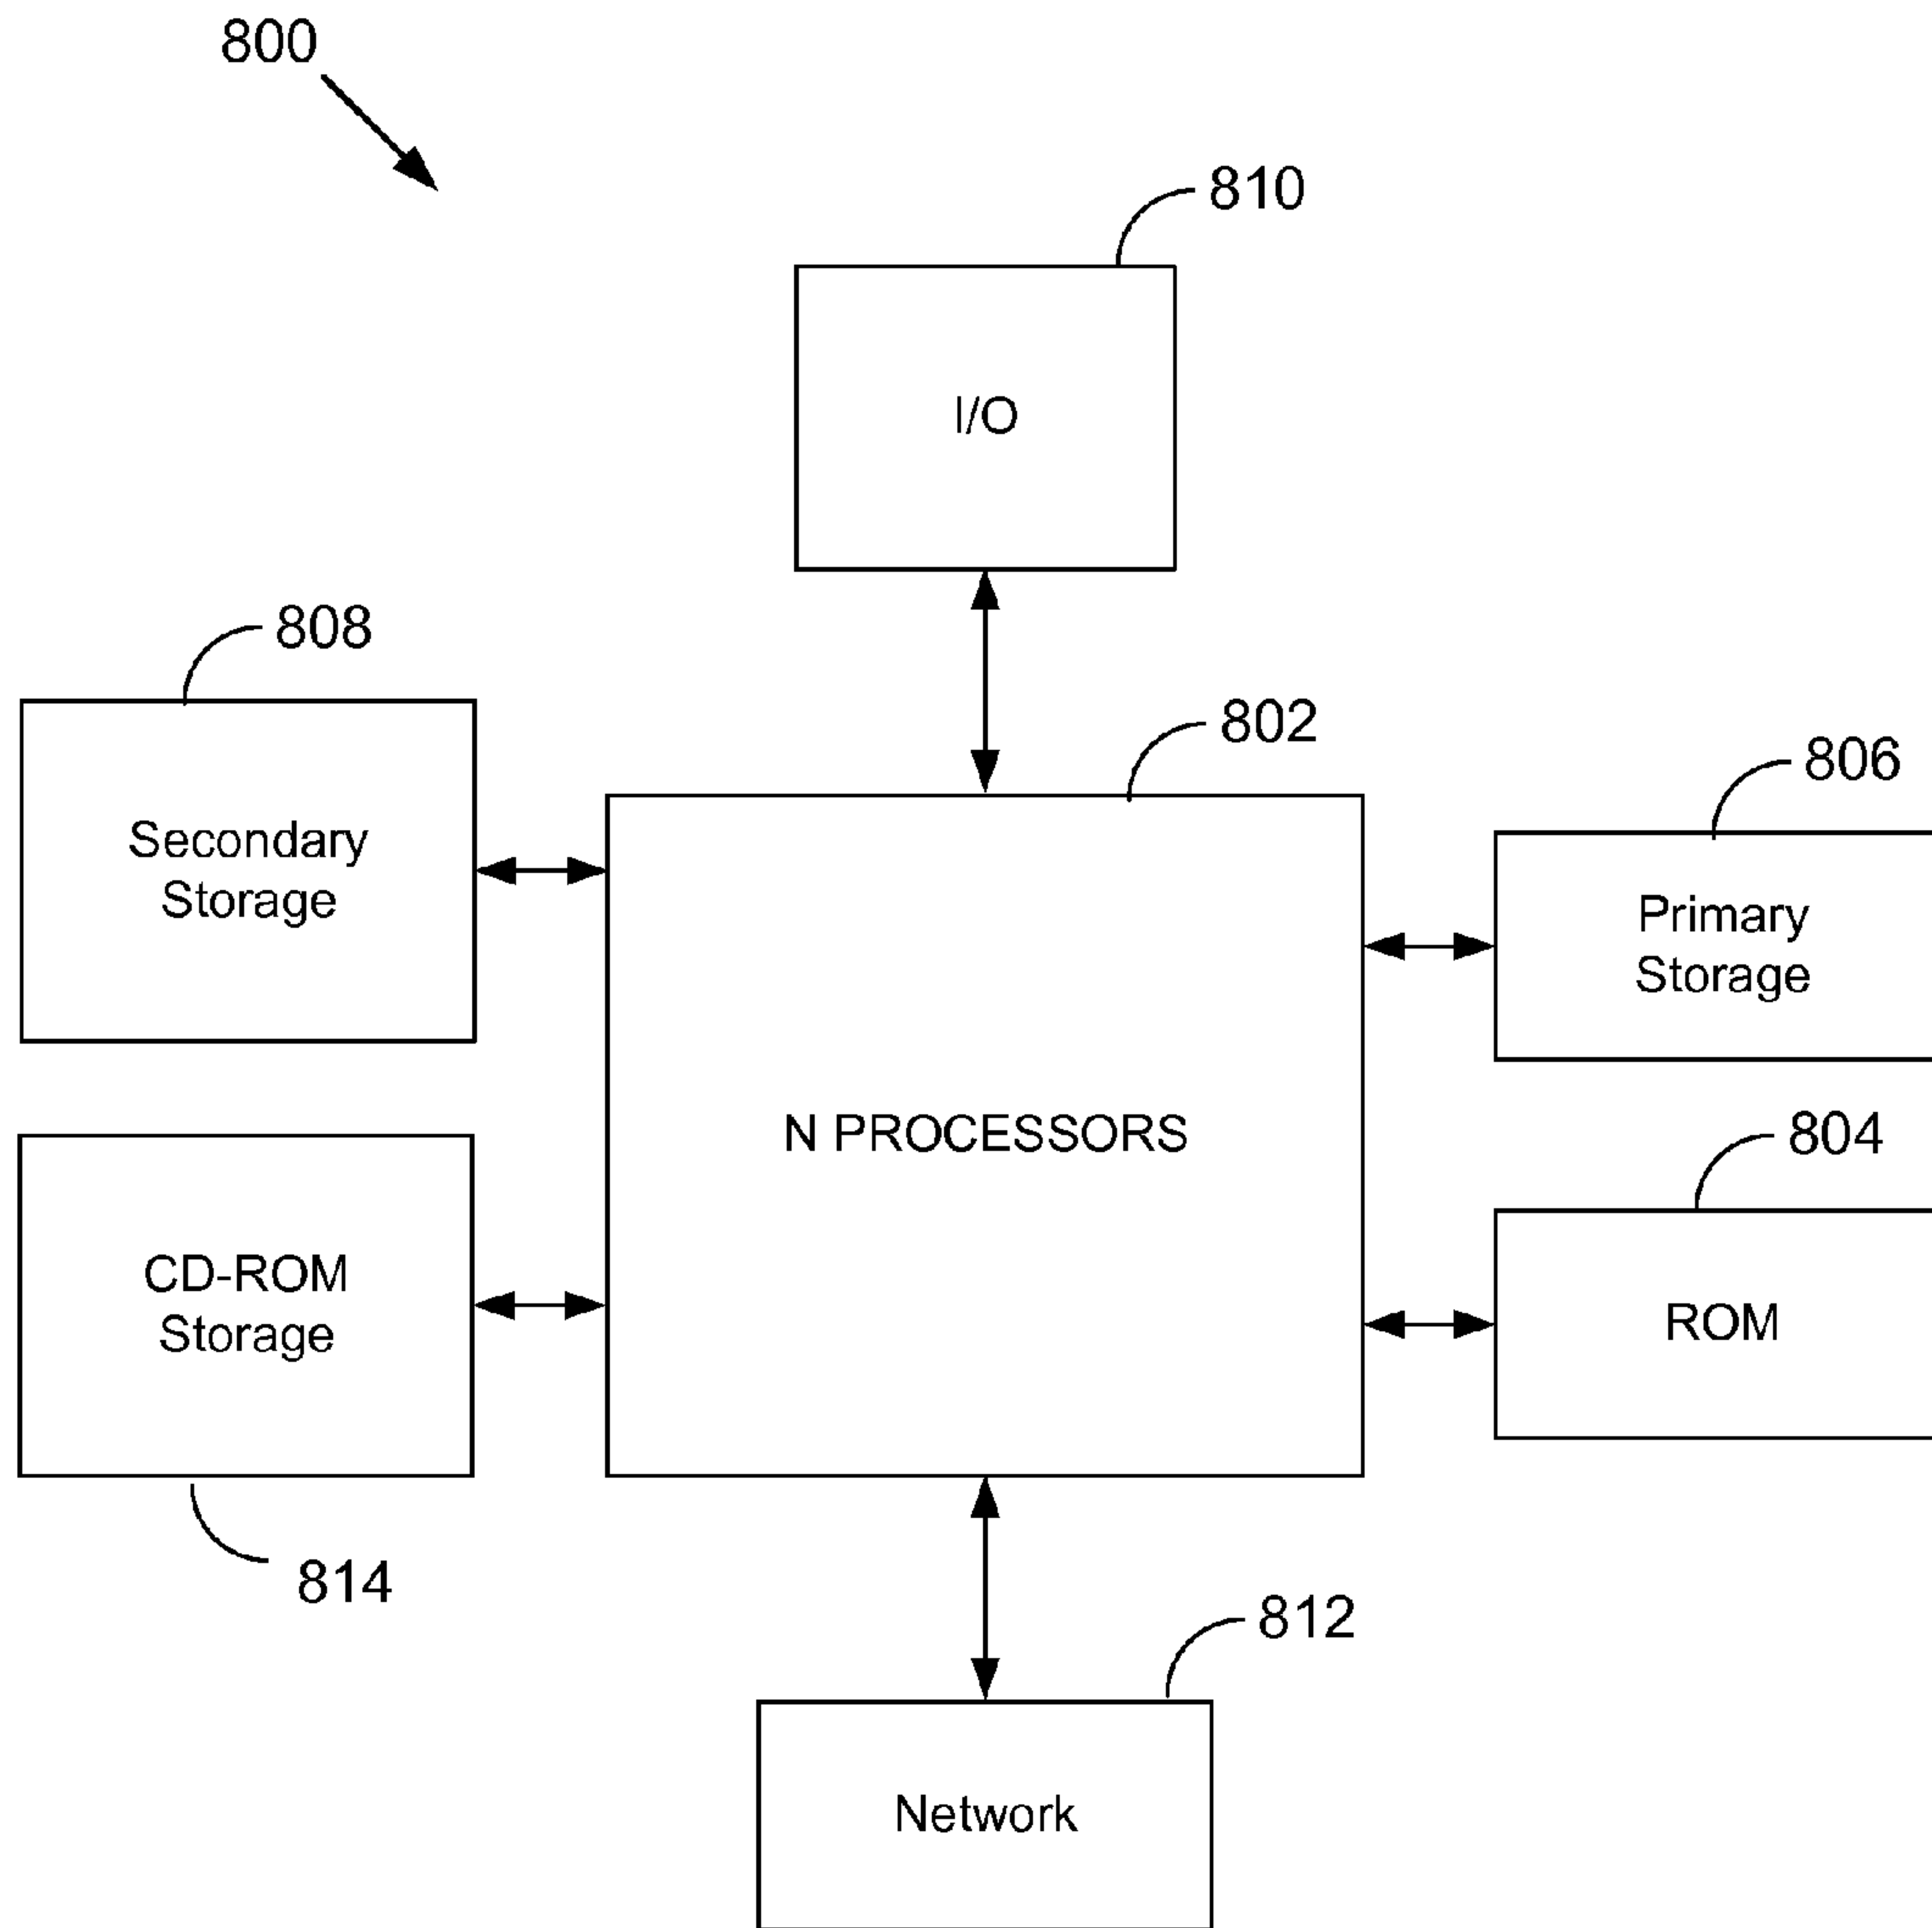 800
810
I/O
808
802
806
Secondary
Storage
Primary
Storage
N PROCESSORS
804
CD-ROM
Storage
ROM
814
812
Network